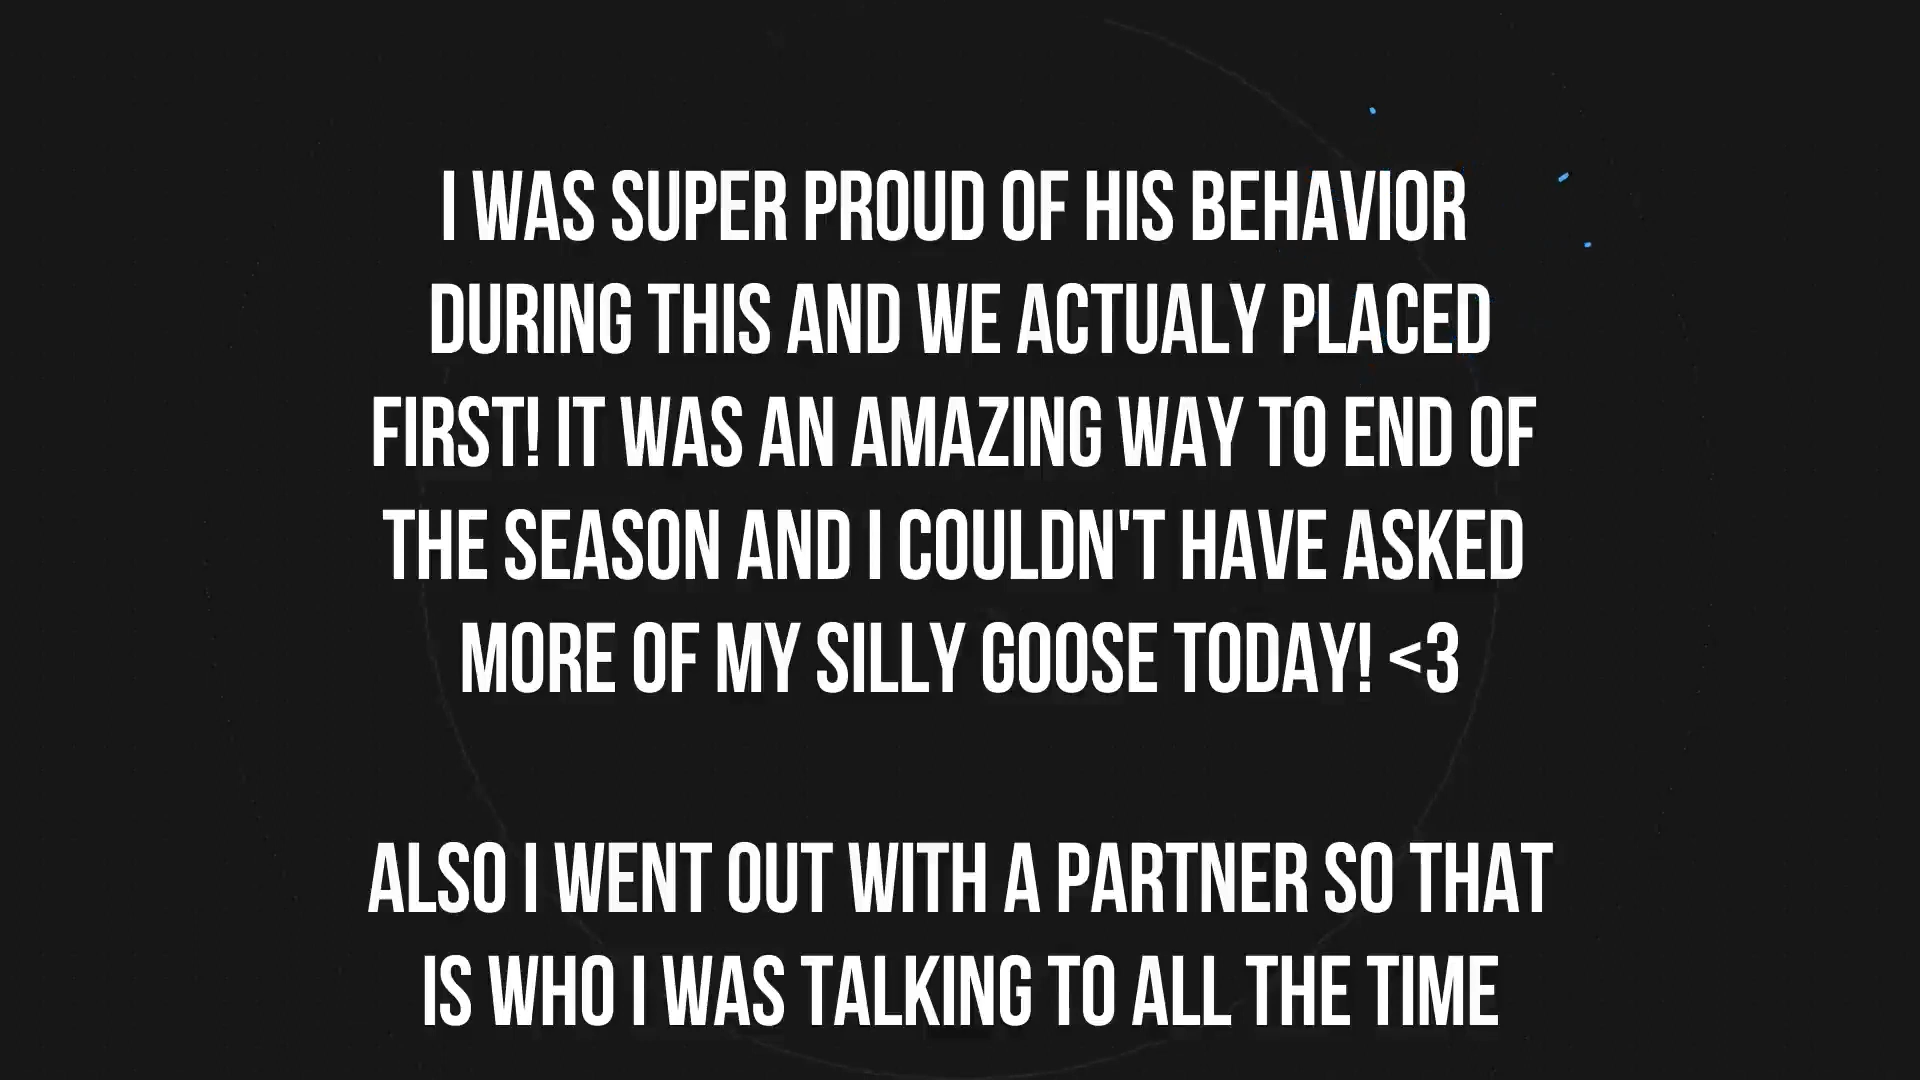 I WAS SUPER PROUD OF HIS BEHAVIOR
DURING THIS AND WE ACTUALY PLACED
FIRST! IT WAS AN AMAZING WAY TO END OF
THE SEASON AND I COULDN'T HAVE ASKED
MORE OF MY SILLY GOOSE TODAY! <3
ALSO I WENT OUT WITH A PARTNER SO THAT
IS WHO I WAS TALKING TO ALL THE TIME